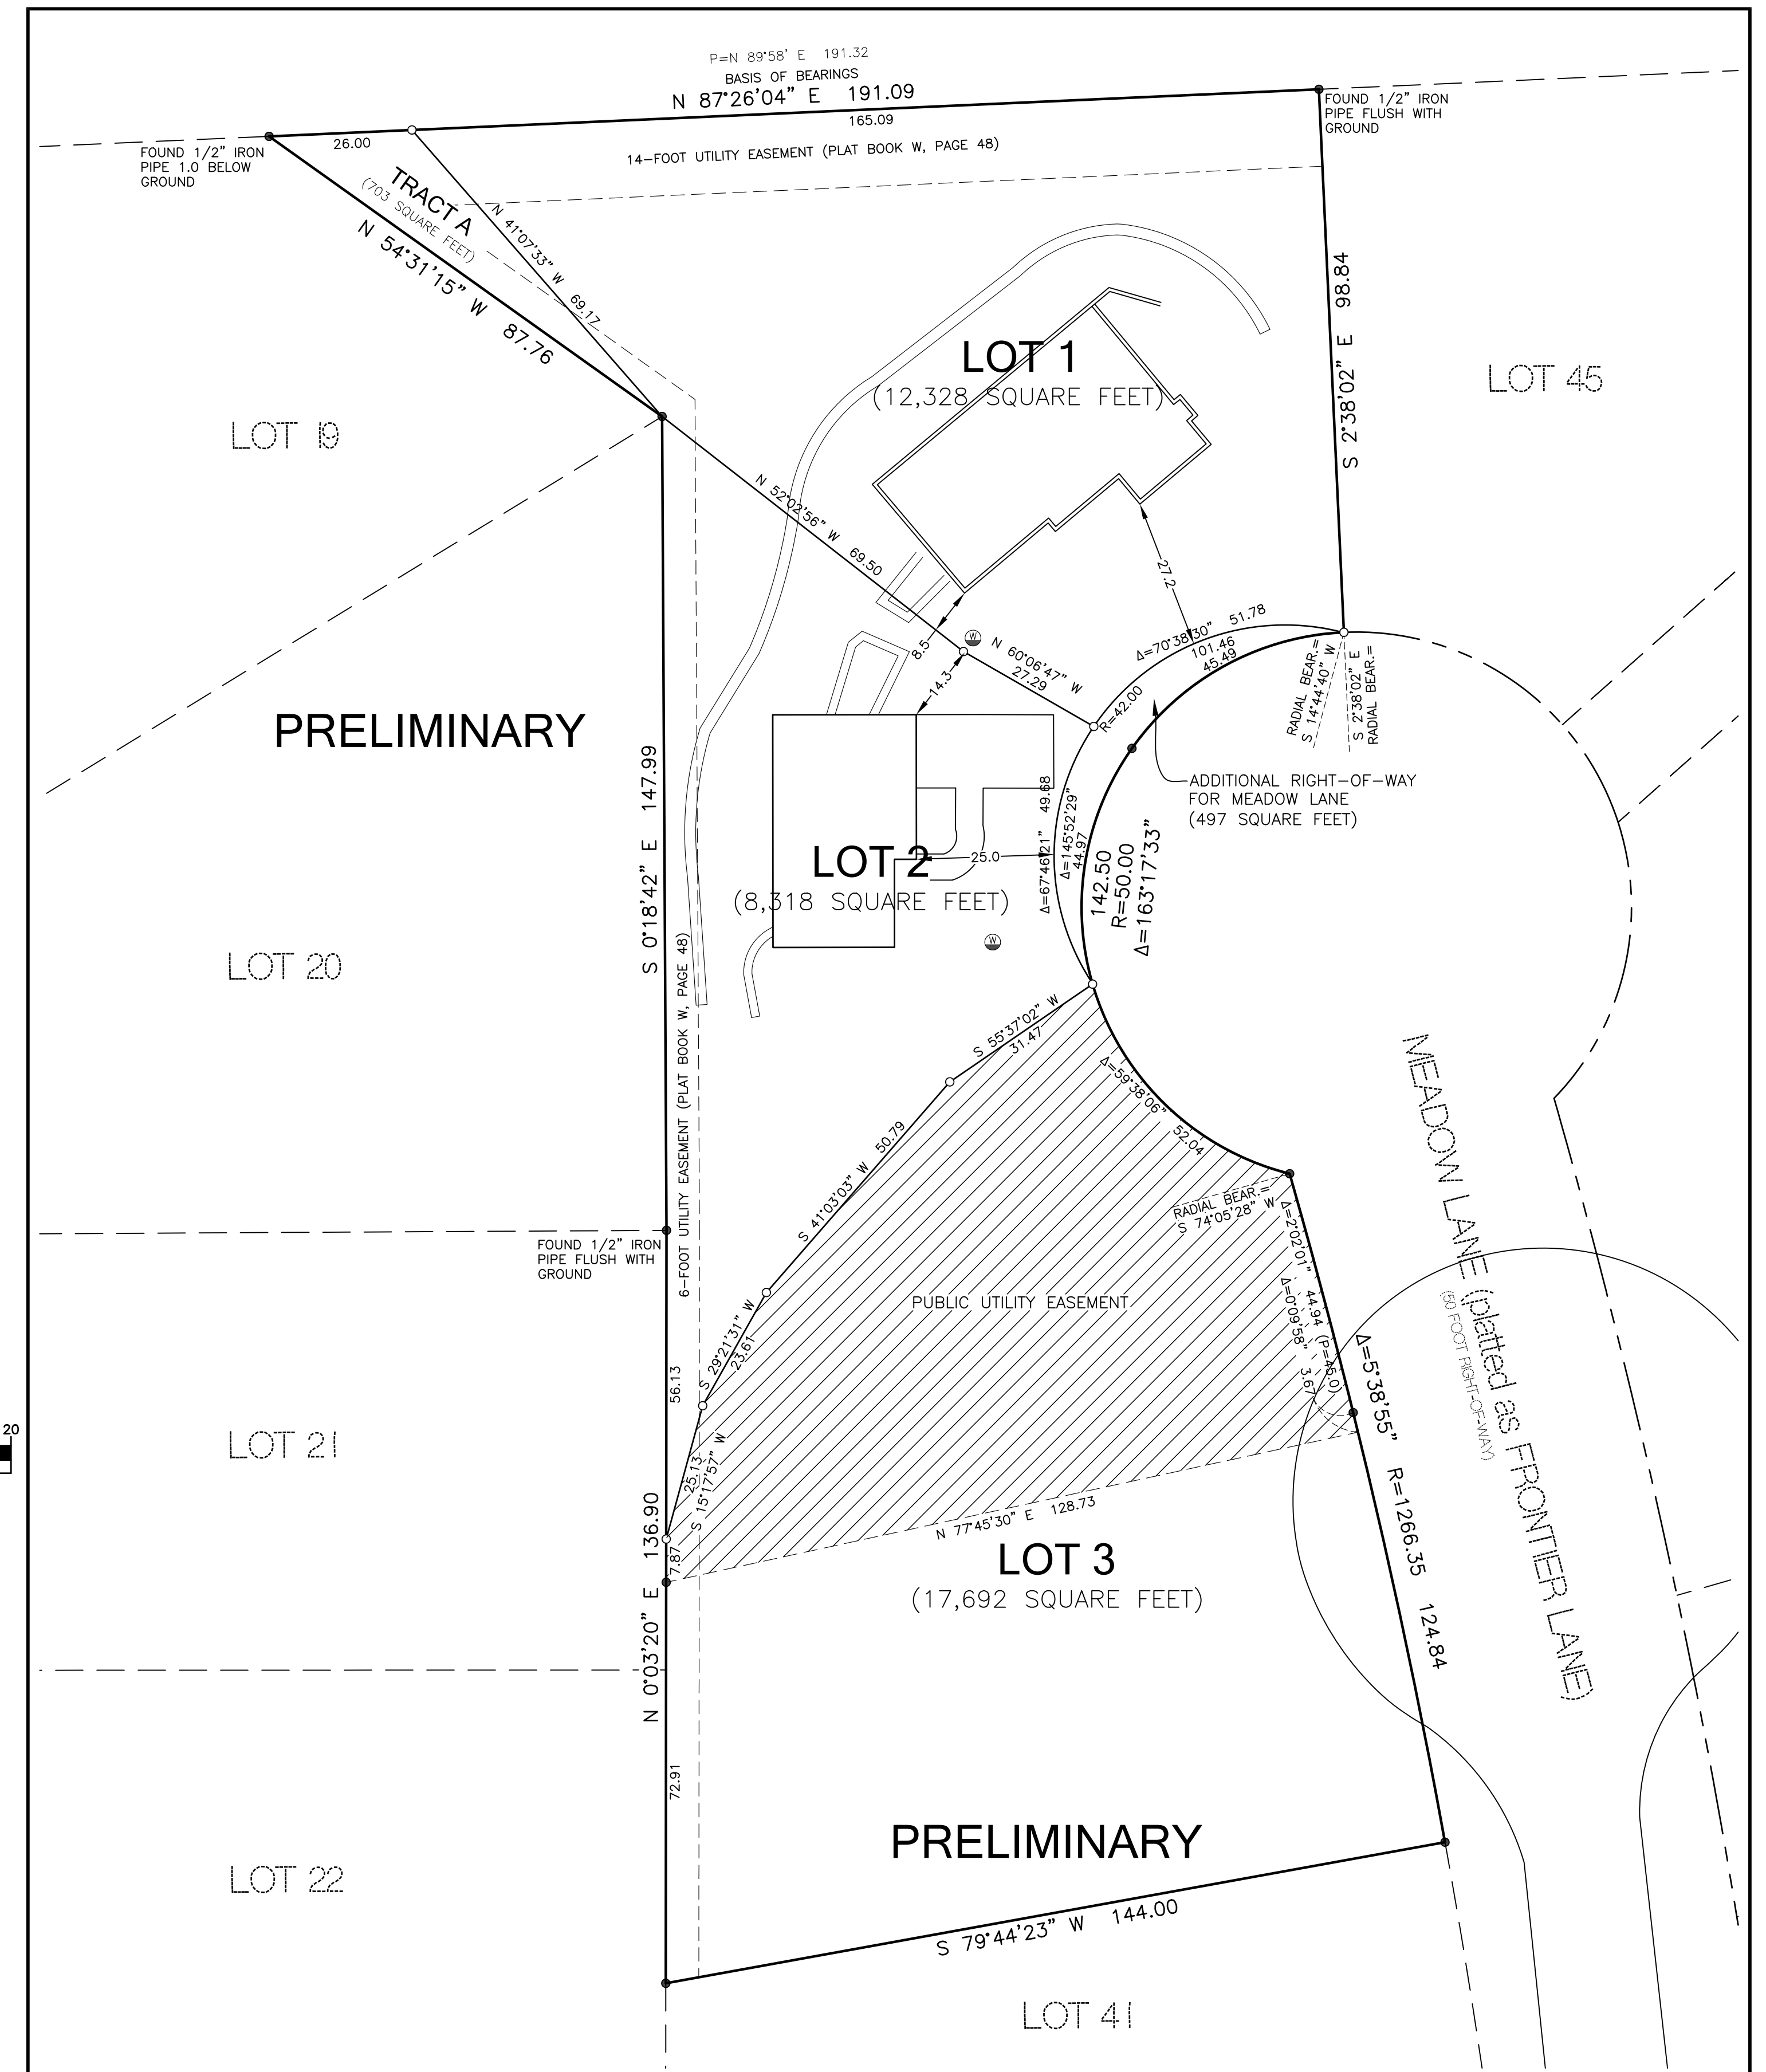 P=N 89°58' E 191.32
BASIS OF BEARINGS
N 87°26'04" E 191.09
26.00
165.09
FOUND 1/2" IRON
PIPE FLUSH WITH
GROUND
FOUND 1/2" IRON
PIPE 1.0 BELOW
GROUND
14-FOOT UTILITY EASEMENT (PLAT BOOK W, PAGE 48)
TRACT A
(703 SQUARE FEET)
N 54°31'15" W 87.76
N 41°07'33" W 69.17
S 2°38'02" E 98.84
LOT 1
(12,328 SQUARE FEET)
LOT 45
LOT 19
N 52°02'56" W 69.50
27.2
8.5
14.3
W
N 60°06'47" W
27.29
Δ=70°38'30" 51.78
101.46
45.49
R=42.00
RADIAL BEAR.=
S 14°44'40" W
S 2°38'02" E
RADIAL BEAR.=
PRELIMINARY
S 0°18'42" E 147.99
ADDITIONAL RIGHT-OF-WAY
FOR MEADOW LANE
(497 SQUARE FEET)
Δ=67°46'21" 49.68
Δ=145°52'29"
44.97
142.50
R=50.00
Δ=163°17'33"
LOT 2
(8,318 SQUARE FEET)
25.0
W
LOT 20
6-FOOT UTILITY EASEMENT (PLAT BOOK W, PAGE 48)
S 55°37'02" W
31.47
Δ=59°38'06" 52.04
S 41°03'03" W 50.79
RADIAL BEAR.=
S 74°05'28" W
FOUND 1/2" IRON
PIPE FLUSH WITH
GROUND
PUBLIC UTILITY EASEMENT
Δ=2°02'01" 44.94 (P=45.0)
Δ=0°09'58" 3.67
MEADOW LANE (platted as FRONTIER LANE)
(50 FOOT RIGHT-OF-WAY)
S 29°21'31" W
23.61
56.13
Δ=5°38'55" R=1266.35 124.84
20
LOT 21
25.13
S 15°17'57" W
7.87
N 77°45'30" E 128.73
N 0°03'20" E 136.90
LOT 3
(17,692 SQUARE FEET)
72.91
PRELIMINARY
LOT 22
S 79°44'23" W 144.00
LOT 41